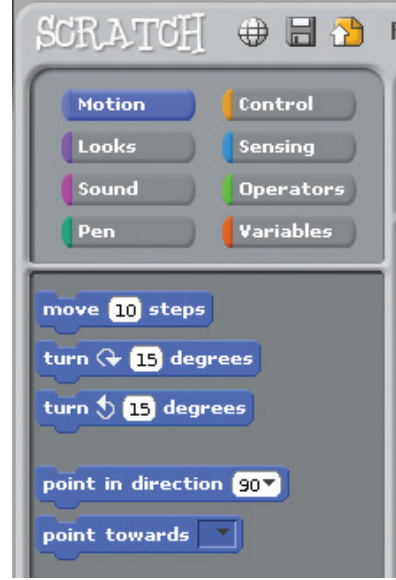 SCRATCH
Motion Control
Looks Sensing
Sound Operators
Pen Variables
move 10 steps
turn 15 degrees
turn 15 degrees
point in direction 90
point towards